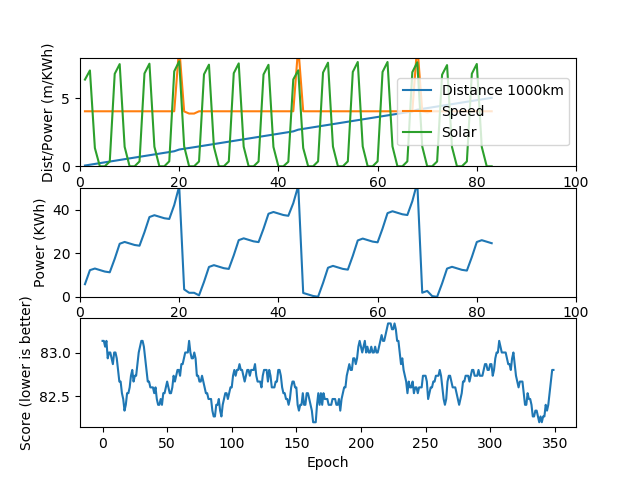 Dist/Power (m/KWh)
5
0
Distance 1000km
Speed
Solar
0 20 40 60 80 100
Power (KWh)
40
20
0
0 20 40 60 80 100
Score (lower is better)
83.0
82.5
0 50 100 150 200 250 300 350
Epoch